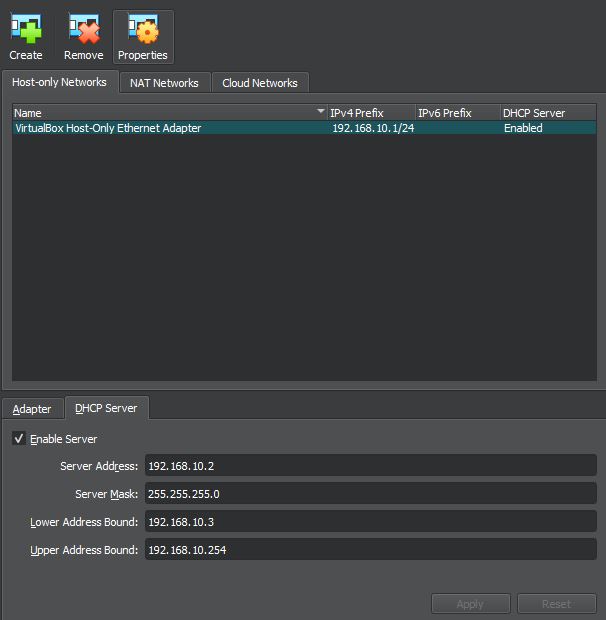 Create Remove Properties
Host-only Networks NAT Networks Cloud Networks
Name IPv4 Prefix IPv6 Prefix DHCP Server
VirtualBox Host-Only Ethernet Adapter 192.168.10.1/24 Enabled
Adapter DHCP Server
Enable Server
Server Address: 192.168.10.2
Server Mask: 255.255.255.0
Lower Address Bound: 192.168.10.3
Upper Address Bound: 192.168.10.254
Apply Reset